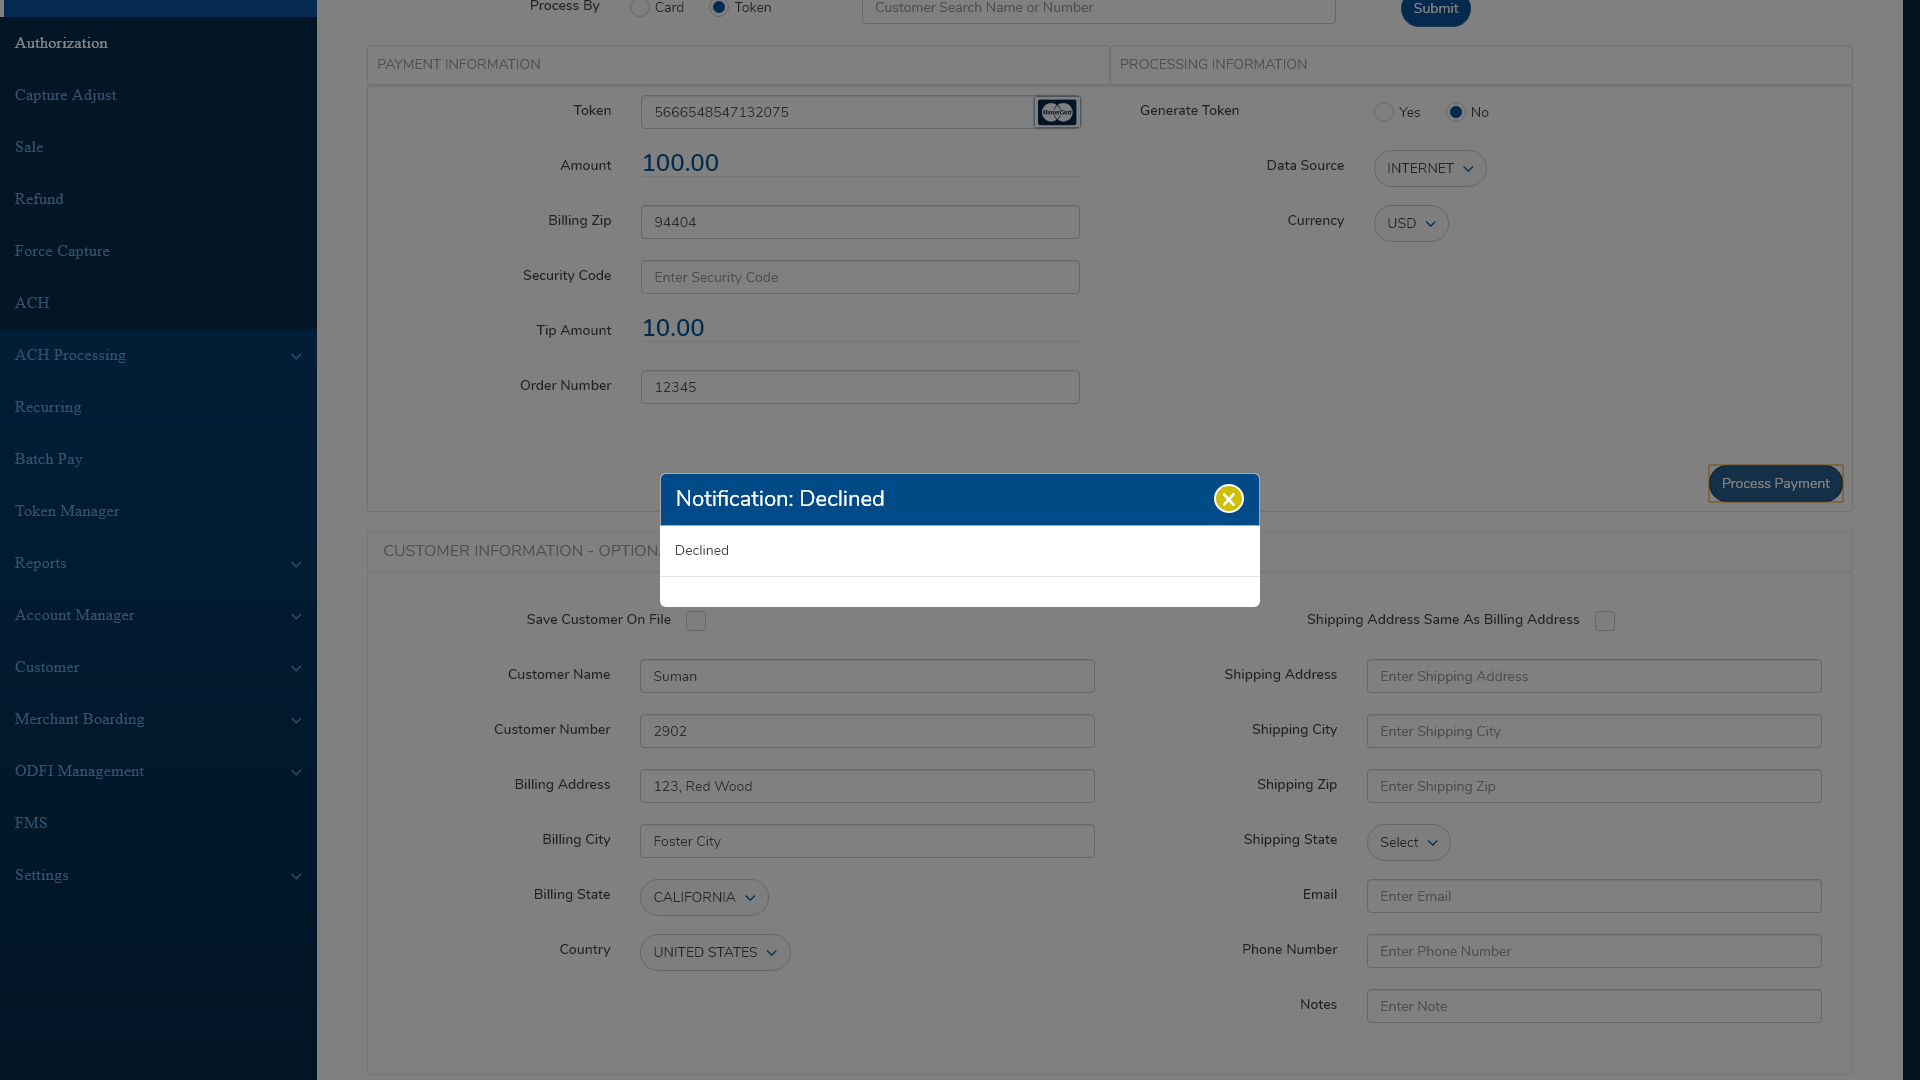 Process By
Card
Token
Customer Search Name or Number
Submit
Authorization
Capture Adjust
Sale
Refund
Force Capture
ACH
ACH Processing
Recurring
Batch Pay
Token Manager
Reports
Account Manager
Customer
Merchant Boarding
ODFI Management
FMS
Settings
PAYMENT INFORMATION
PROCESSING INFORMATION
Token
5666548547132075
MasterCard
Amount
100.00
Billing Zip
94404
Security Code
Enter Security Code
Tip Amount
10.00
Order Number
12345
Generate Token
Yes
No
Data Source
INTERNET
Currency
USD
Process Payment
Notification: Declined
Declined
CUSTOMER INFORMATION - OPTION
Save Customer On File
Customer Name
Suman
Customer Number
2902
Billing Address
123, Red Wood
Billing City
Foster City
Billing State
CALIFORNIA
Country
UNITED STATES
Shipping Address Same As Billing Address
Shipping Address
Enter Shipping Address
Shipping City
Enter Shipping City
Shipping Zip
Enter Shipping Zip
Shipping State
Select
Email
Enter Email
Phone Number
Enter Phone Number
Notes
Enter Note